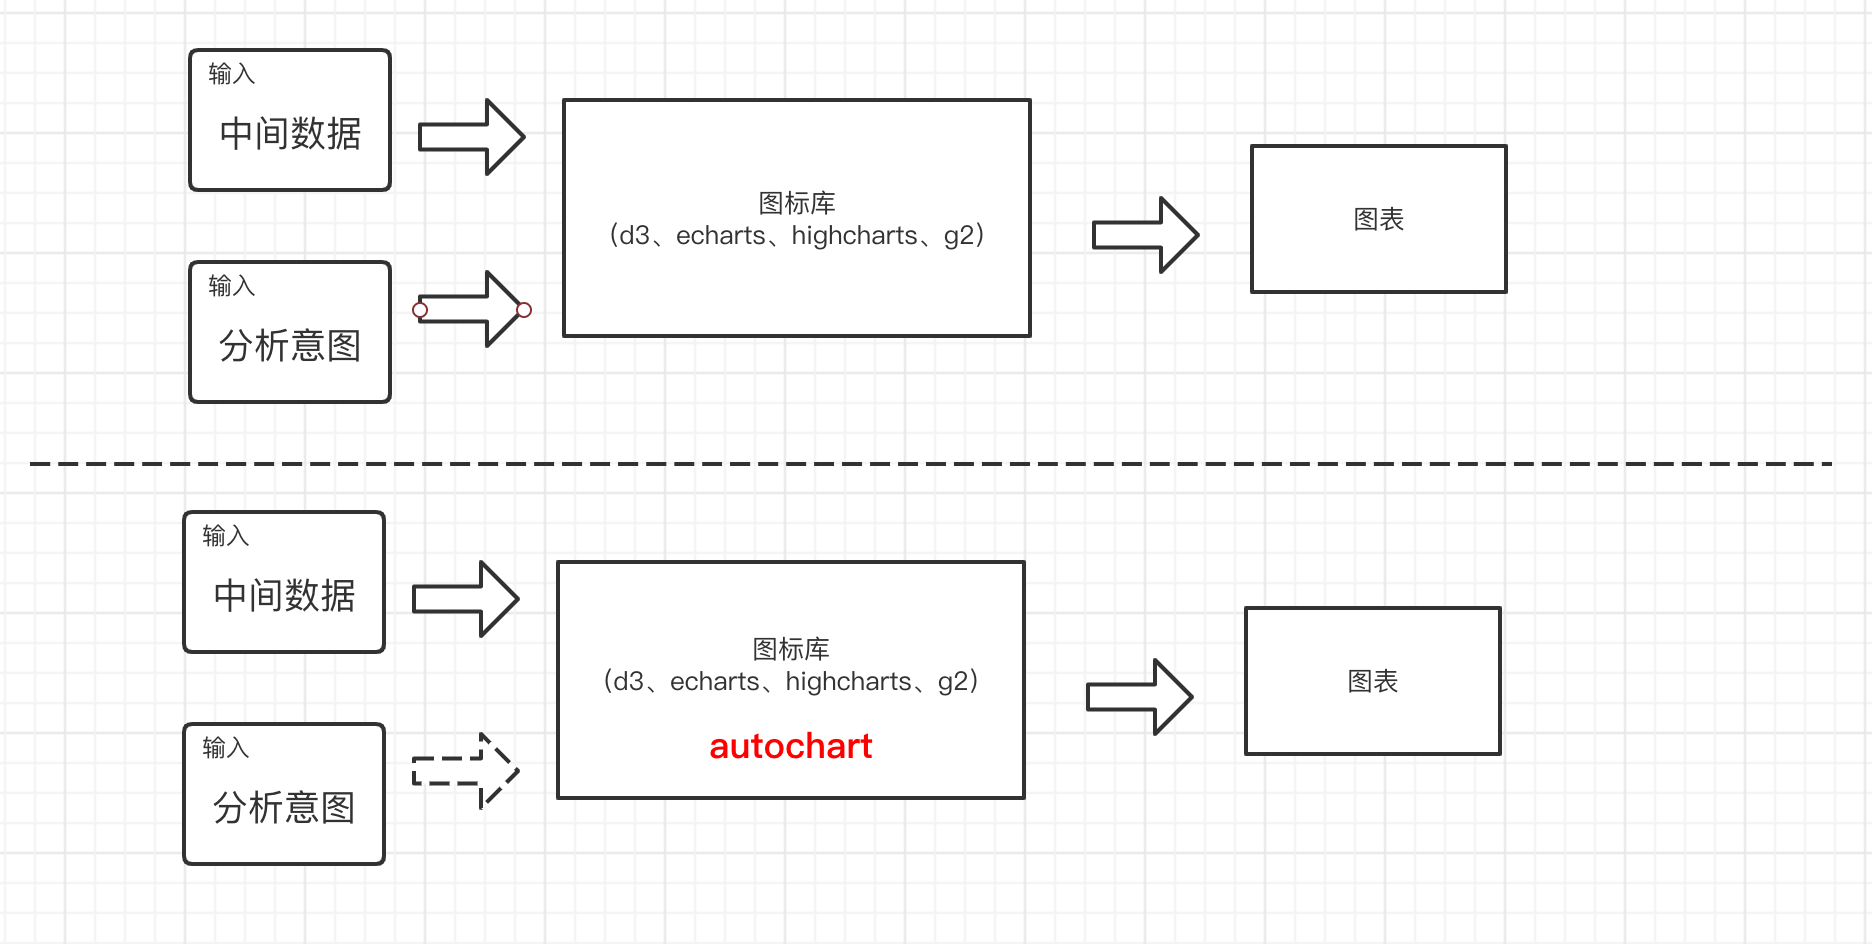 输入
中间数据
输入
分析意图
图标库
（d3、echarts、highcharts、g2）
图表
输入
中间数据
输入
分析意图
图标库
（d3、echarts、highcharts、g2）
autochart
图表